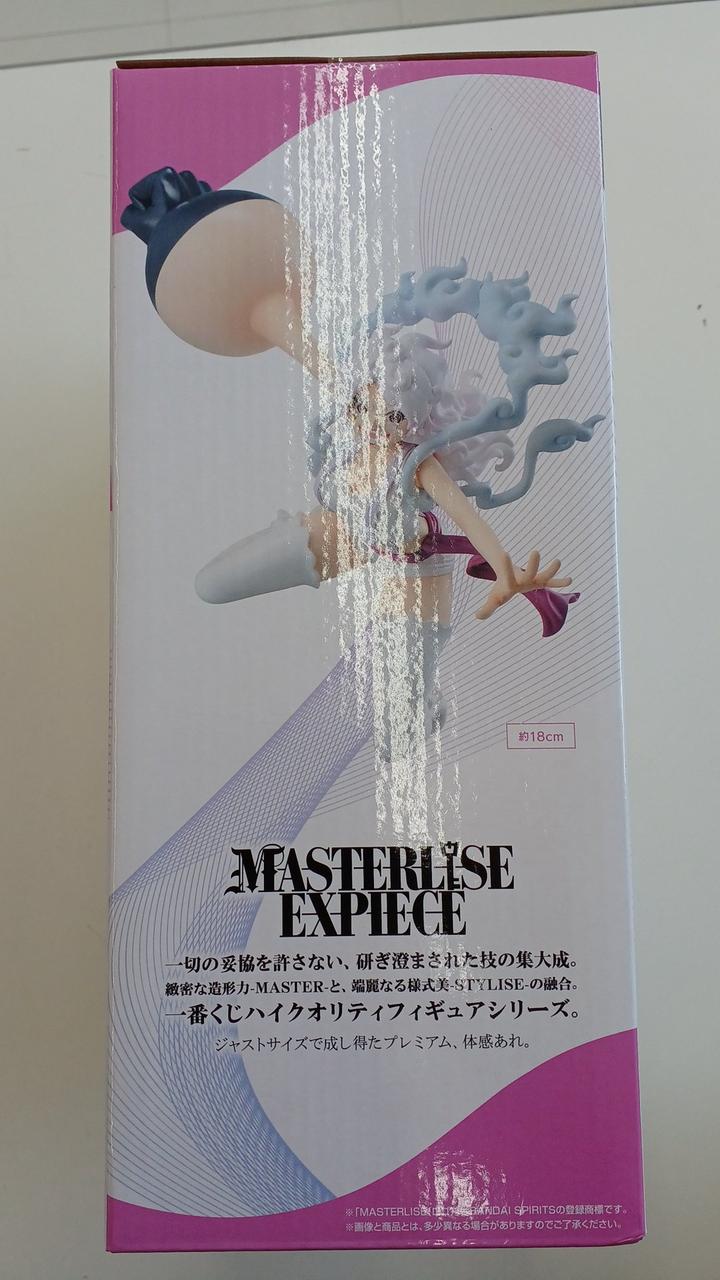 約18cm
MASTERLISE
EXPIECE
一切の妥協を許さない、研ぎ澄まされた技の集大成。
緻密な造形力-MASTER-と、端麗なる様式美-STYLISE-の融合。
一番くじハイクオリティフィギュアシリーズ。
ジャストサイズで成し得たプレミアム、体感あれ。
※「MASTERLISE BANDAI SPIRITSの登録商標です。
※画像と商品とは、多少異なる場合がありますのでご了承ください。